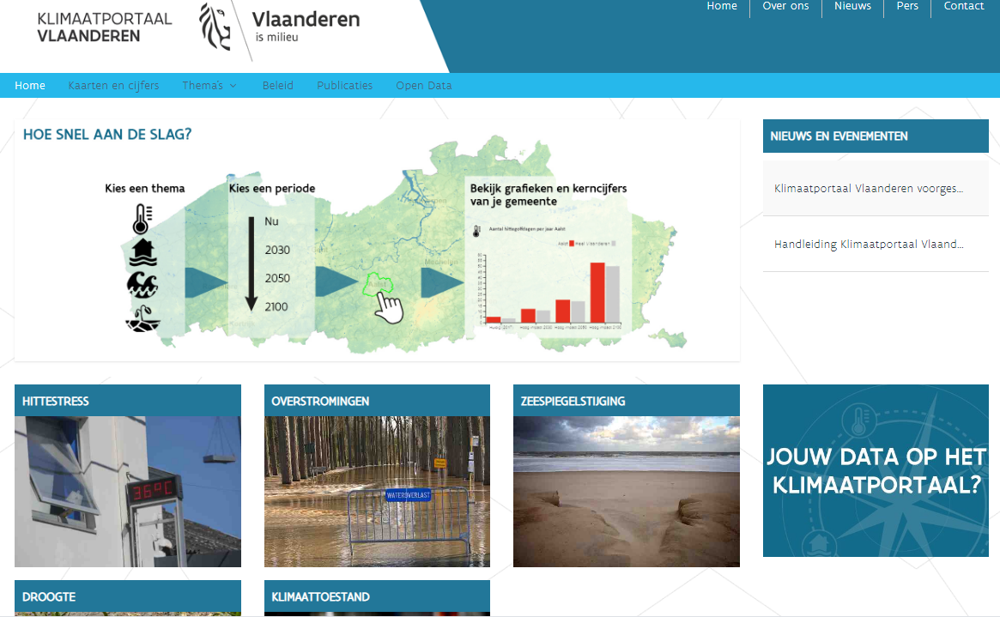 KLIMAATPORTAAL
VLAANDEREN
Vlaanderen
is milieu
Home
Over ons
Nieuws
Pers
Contact
Home
Kaarten en cijfers
Thema's
Beleid
Publicaties
Open Data
HOE SNEL AAN DE SLAG?
Kies een thema
Kies een periode
Nu
2030
2050
2100
Aalst
Mechelen
Bekijk grafieken en kerncijfers
van je gemeente
Aantal hittegolfdagen per jaar Aalst
Aalst
Heel Vlaanderen
NIEUWS EN EVENEMENTEN
Klimaatportaal Vlaanderen voorges...
Handleiding Klimaatportaal Vlaand...
HITTESTRESS
36°C
OVERSTROMINGEN
WATEROVERLAST
ZEESPIEGELSTIJGING
JOUW DATA OP HET
KLIMAATPORTAAL?
DROOGTE
KLIMAATTOESTAND